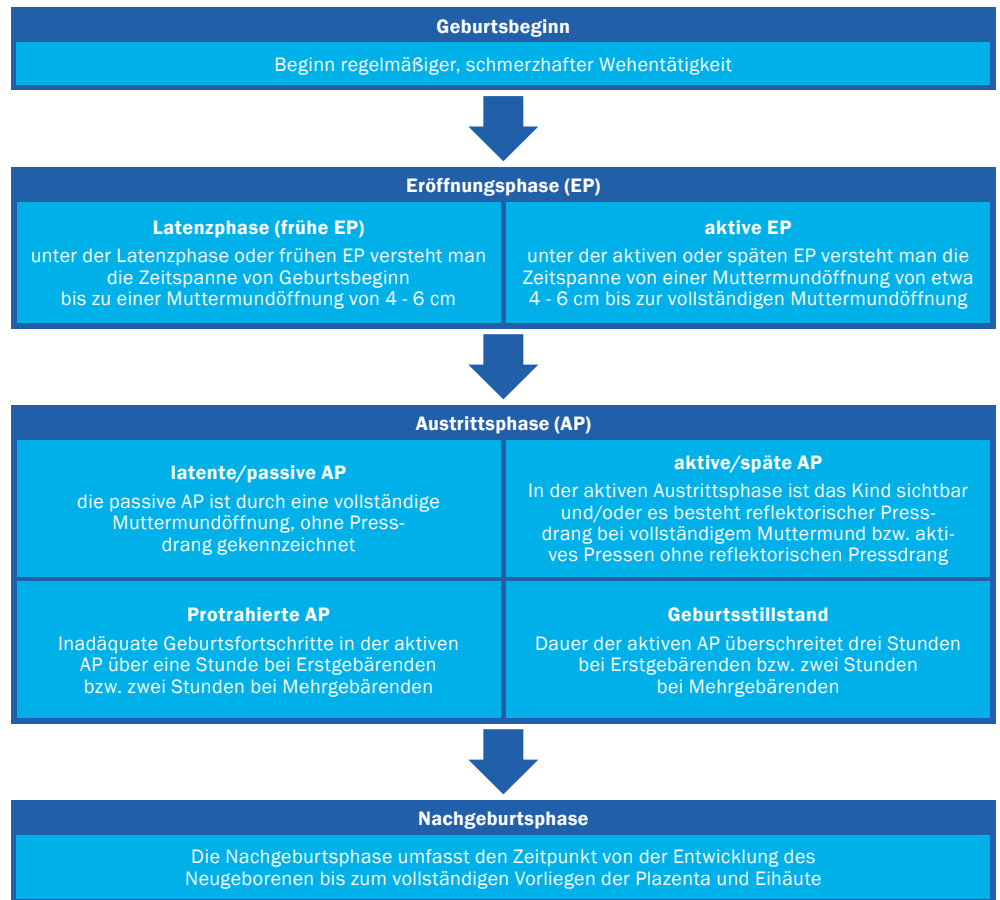 Geburtsbeginn
Beginn regelmäßiger, schmerzhafter Wehentätigkeit
Eröffnungsphase (EP)
Latenzphase (frühe EP)
unter der Latenzphase oder frühen EP versteht man
die Zeitspanne von Geburtsbeginn
bis zu einer Muttermundöffnung von 4 - 6 cm
aktive EP
unter der aktiven oder späten EP versteht man die
Zeitspanne von einer Muttermundöffnung von etwa
4 - 6 cm bis zur vollständigen Muttermundöffnung
Austrittsphase (AP)
latente/passive AP
die passive AP ist durch eine vollständige
Muttermundöffnung, ohne Press-
drang gekennzeichnet
aktive/späte AP
In der aktiven Austrittsphase ist das Kind sichtbar
und/oder es besteht reflektorischer Press-
drang bei vollständigem Muttermund bzw. akti-
ves Pressen ohne reflektorischen Pressdrang
Protrahierte AP
Inadäquate Geburtsfortschritte in der aktiven
AP über eine Stunde bei Erstgebärenden
bzw. zwei Stunden bei Mehrgebärenden
Geburtsstillstand
Dauer der aktiven AP überschreitet drei Stunden
bei Erstgebärenden bzw. zwei Stunden
bei Mehrgebärenden
Nachgeburtsphase
Die Nachgeburtsphase umfasst den Zeitpunkt von der Entwicklung des
Neugeborenen bis zum vollständigen Vorliegen der Plazenta und Eihäute